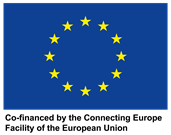 Co-financed by the Connecting Europe
Facility of the European Union